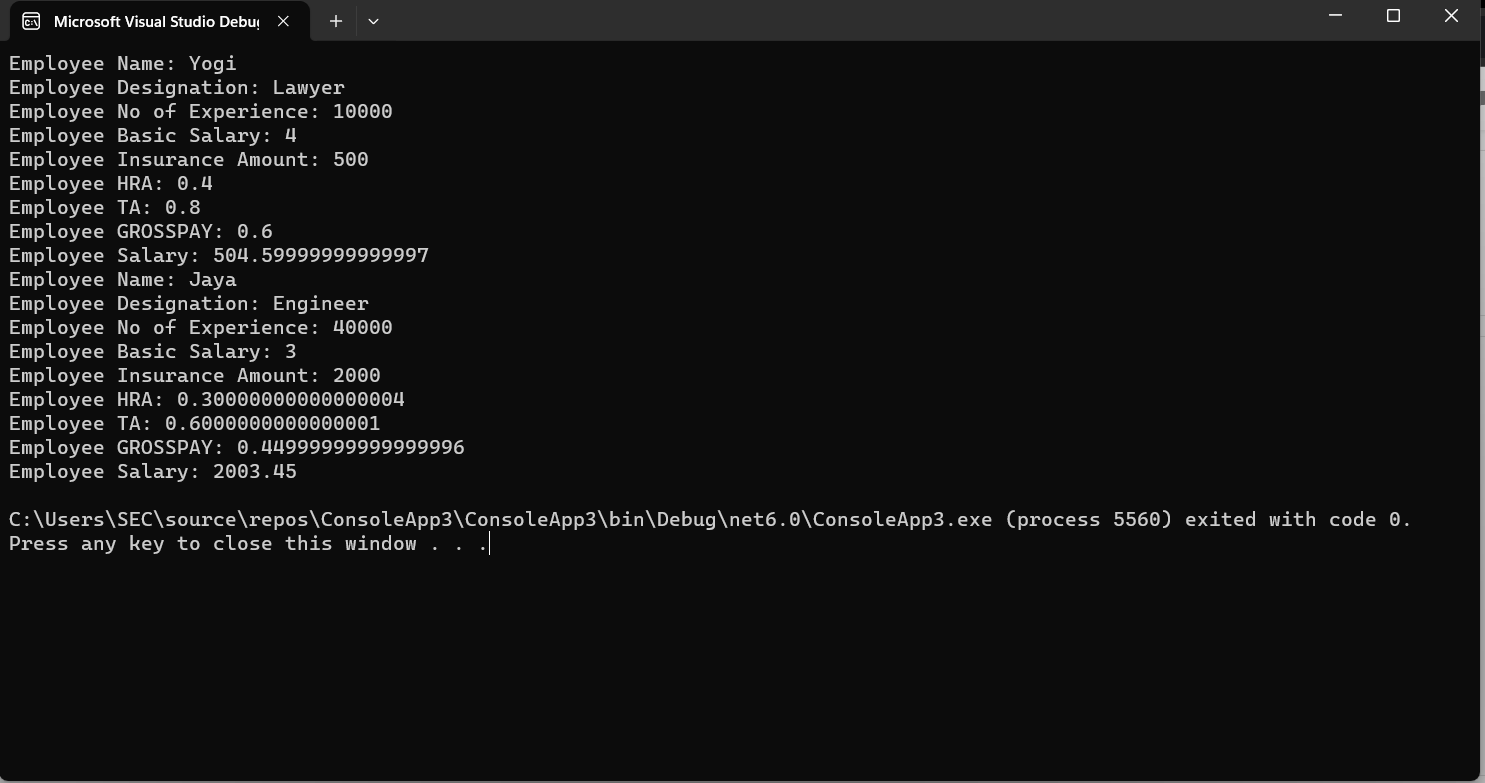 Microsoft Visual Studio Debu
Employee Name: Yogi
Employee Designation: Lawyer
Employee No of Experience: 10000
Employee Basic Salary: 4
Employee Insurance Amount: 500
Employee HRA: 0.4
Employee TA: 0.8
Employee GROSSPAY: 0.6
Employee Salary: 504.59999999999997
Employee Name: Jaya
Employee Designation: Engineer
Employee No of Experience: 40000
Employee Basic Salary: 3
Employee Insurance Amount: 2000
Employee HRA: 0.30000000000000004
Employee TA: 0.6000000000000001
Employee GROSSPAY: 0.44999999999999996
Employee Salary: 2003.45
C:\Users\SEC\source\repos\ConsoleApp3\ConsoleApp3\bin\Debug\net6.0\ConsoleApp3.exe (process 5560) exited with code 0.
Press any key to close this window . . .